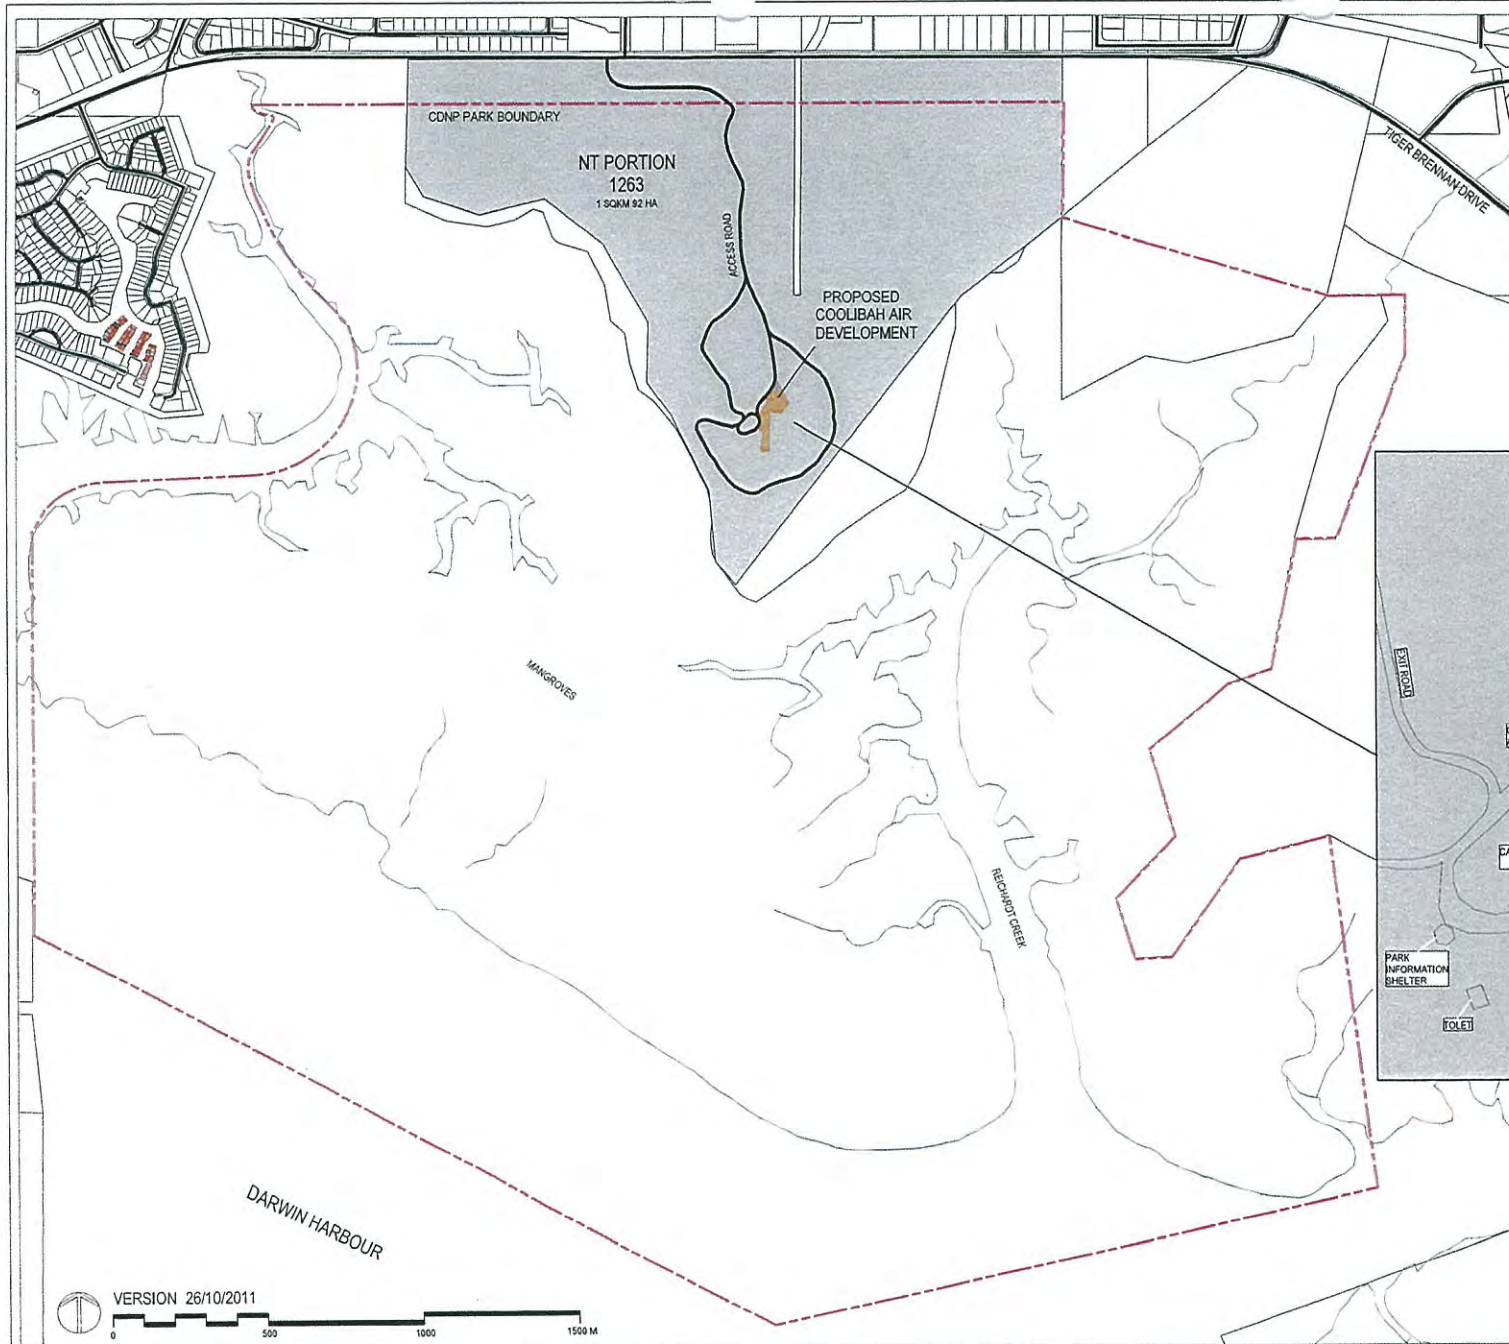 CDNP PARK BOUNDARY
NT PORTION
1263
1 SQKM 92 HA
TIGER BRENNAN DRIVE
ACCESS ROAD
PROPOSED
COOLIBAH AIR
DEVELOPMENT
MANGROVES
EXIT ROAD
REICHARDT CREEK
PARK
INFORMATION
SHELTER
TOLET
DARWIN HARBOUR
VERSION 26/10/2011
0 500 1000 1500 M